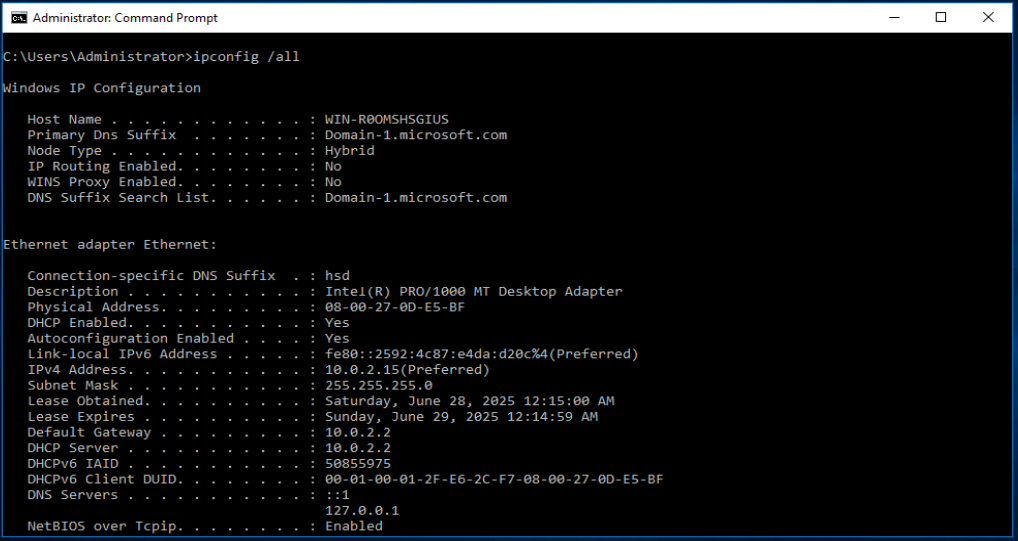 Administrator: Command Prompt
C:\Users\Administrator>ipconfig /all
Windows IP Configuration
Host Name . . . . . . . . . . . . : WIN-R0OMSHSGIUS
Primary Dns Suffix  . . . . . . . : Domain-1.microsoft.com
Node Type . . . . . . . . . . . . : Hybrid
IP Routing Enabled. . . . . . . . : No
WINS Proxy Enabled. . . . . . . . : No
DNS Suffix Search List. . . . . . : Domain-1.microsoft.com
Ethernet adapter Ethernet:
Connection-specific DNS Suffix  . : hsd
Description . . . . . . . . . . . : Intel(R) PRO/1000 MT Desktop Adapter
Physical Address. . . . . . . . . : 08-00-27-0D-E5-BF
DHCP Enabled. . . . . . . . . . . : Yes
Autoconfiguration Enabled . . . . : Yes
Link-local IPv6 Address . . . . . : fe80::2592:4c87:e4da:d20c%4(Preferred)
IPv4 Address. . . . . . . . . . . : 10.0.2.15(Preferred)
Subnet Mask . . . . . . . . . . . : 255.255.255.0
Lease Obtained. . . . . . . . . . : Saturday, June 28, 2025 12:15:00 AM
Lease Expires . . . . . . . . . . : Sunday, June 29, 2025 12:14:59 AM
Default Gateway . . . . . . . . . : 10.0.2.2
DHCP Server . . . . . . . . . . . : 10.0.2.2
DHCPv6 IAID . . . . . . . . . . . : 50855975
DHCPv6 Client DUID. . . . . . . . : 00-01-00-01-2F-E6-2C-F7-08-00-27-0D-E5-BF
DNS Servers . . . . . . . . . . . : ::1
127.0.0.1
NetBIOS over Tcpip. . . . . . . . : Enabled